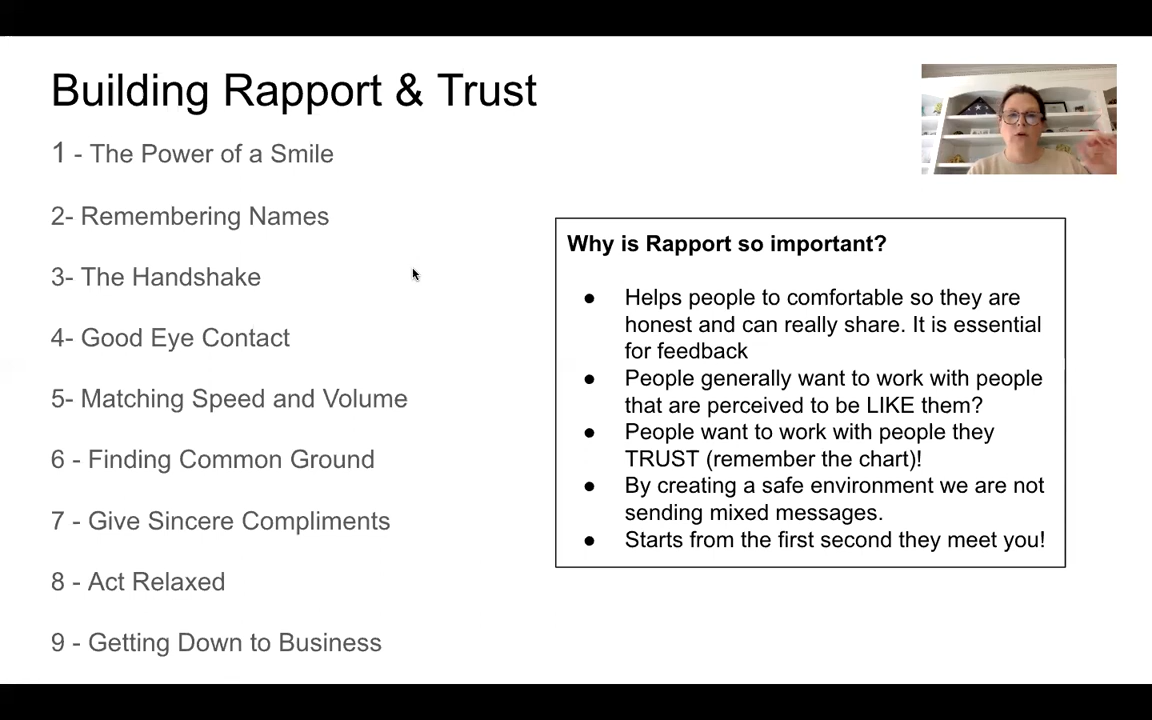 Building Rapport & Trust
1 - The Power of a Smile
2- Remembering Names
3- The Handshake
4- Good Eye Contact
5- Matching Speed and Volume
6 - Finding Common Ground
7 - Give Sincere Compliments
8 - Act Relaxed
9 - Getting Down to Business
Why is Rapport so important?
● Helps people to comfortable so they are
honest and can really share. It is essential
for feedback
● People generally want to work with people
that are perceived to be LIKE them?
● People want to work with people they
TRUST (remember the chart)!
● By creating a safe environment we are not
sending mixed messages.
● Starts from the first second they meet you!